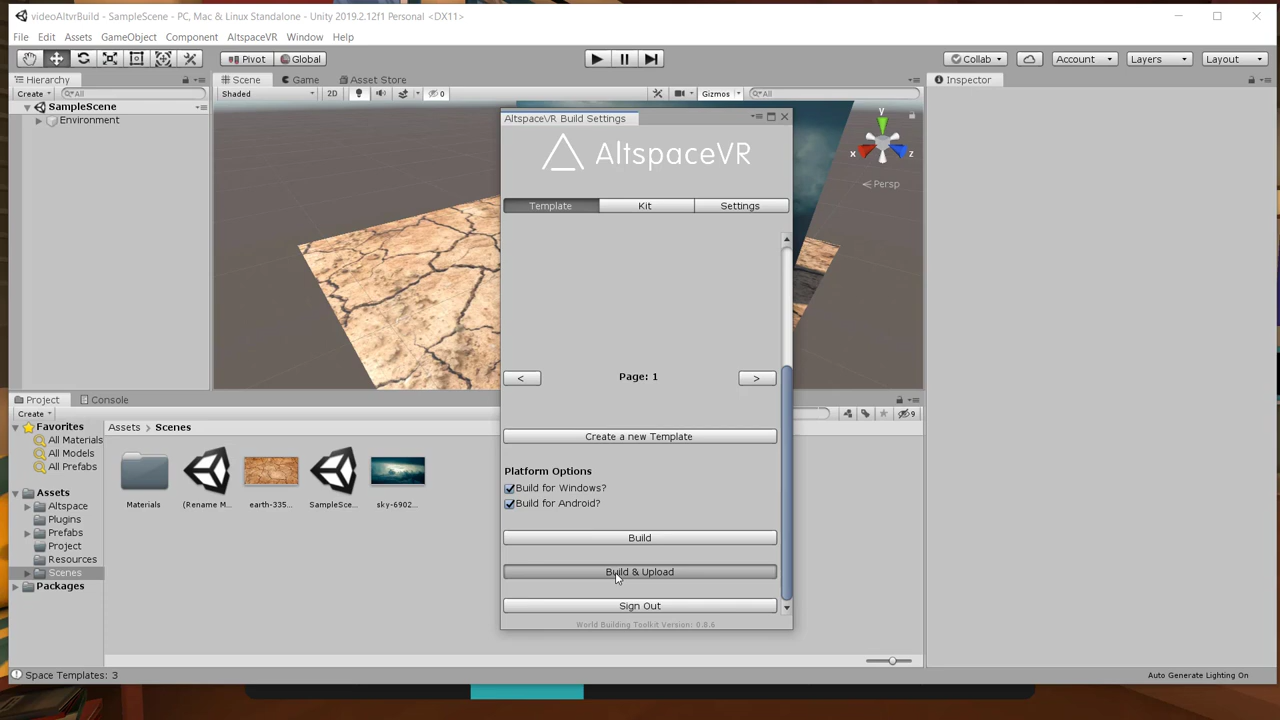 videoAltvrBuild - SampleScene - PC, Mac & Linux Standalone - Unity 2019.2.12f1 Personal <DX11>
File Edit Assets GameObject Component AltspaceVR Window Help
Pivot Global Collab Account Layers Layout
Hierarchy Scene Game Asset Store Inspector
Create All Shaded 2D 0 Gizmos All
SampleScene
Environment
y
x z
Persp
AltspaceVR Build Settings
AltspaceVR
Template Kit Settings
< Page: 1 >
Create a new Template
Platform Options
Build for Windows?
Build for Android?
Build
Build & Upload
Sign Out
World Building Toolkit Version: 0.8.6
Project Console
Create 9
Favorites
All Materials
All Models
All Prefabs
Assets
Altspace
Plugins
Prefabs
Project
Resources
Scenes
Packages
Assets > Scenes
Materials (Rename M... earth-335... SampleSce... sky-6902...
Space Templates: 3 Auto Generate Lighting On